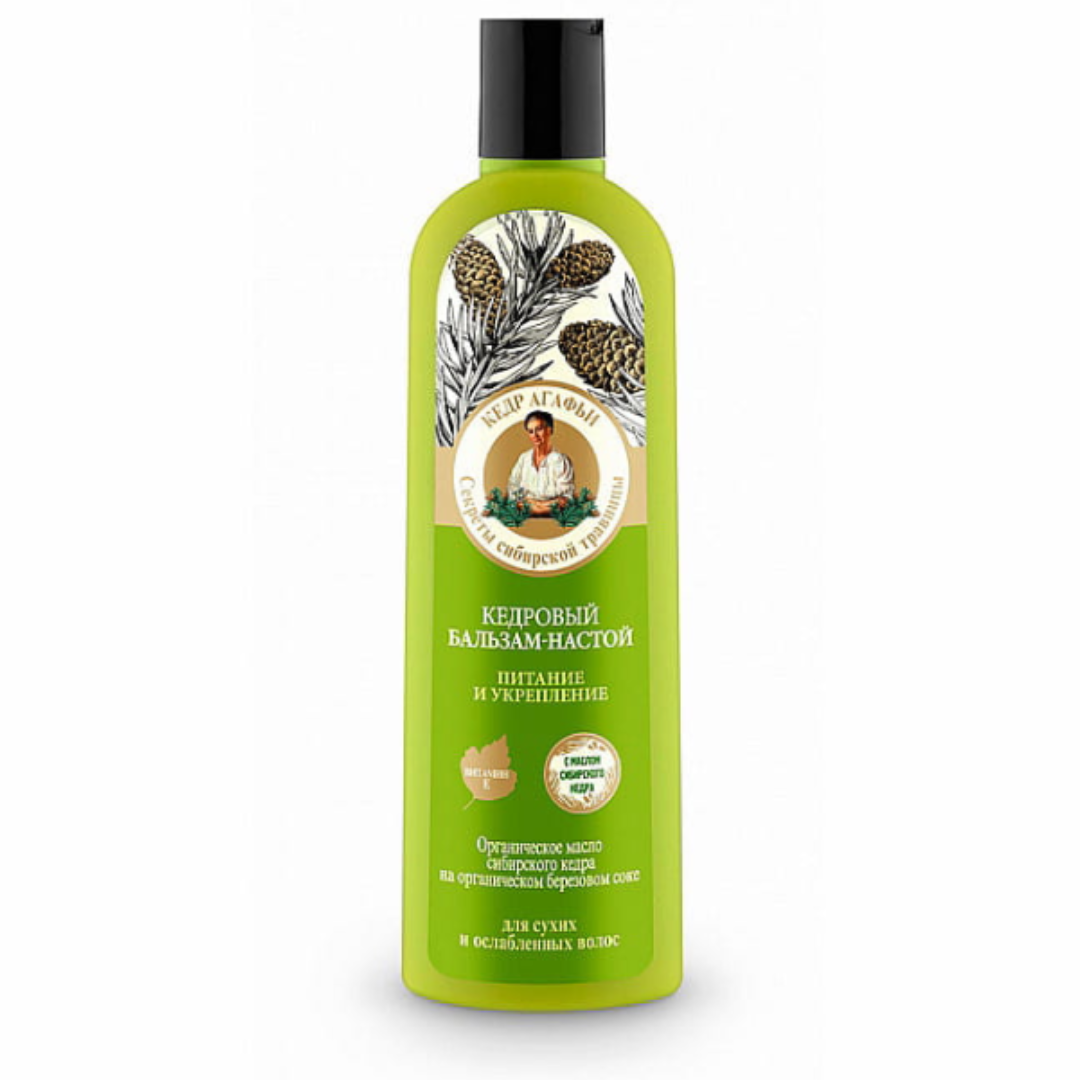 КЕДР АГАФЬИ
Секреты сибирской травницы
КЕДРОВЫЙ
БАЛЬЗАМ-НАСТОЙ
ПИТАНИЕ
И УКРЕПЛЕНИЕ
ВИТАМИН
Е
С МАСЛОМ
СИБИРСКОГО
КЕДРА
Органическое масло
сибирского кедра
на органическом березовом соке
для сухих
и ослабленных волос